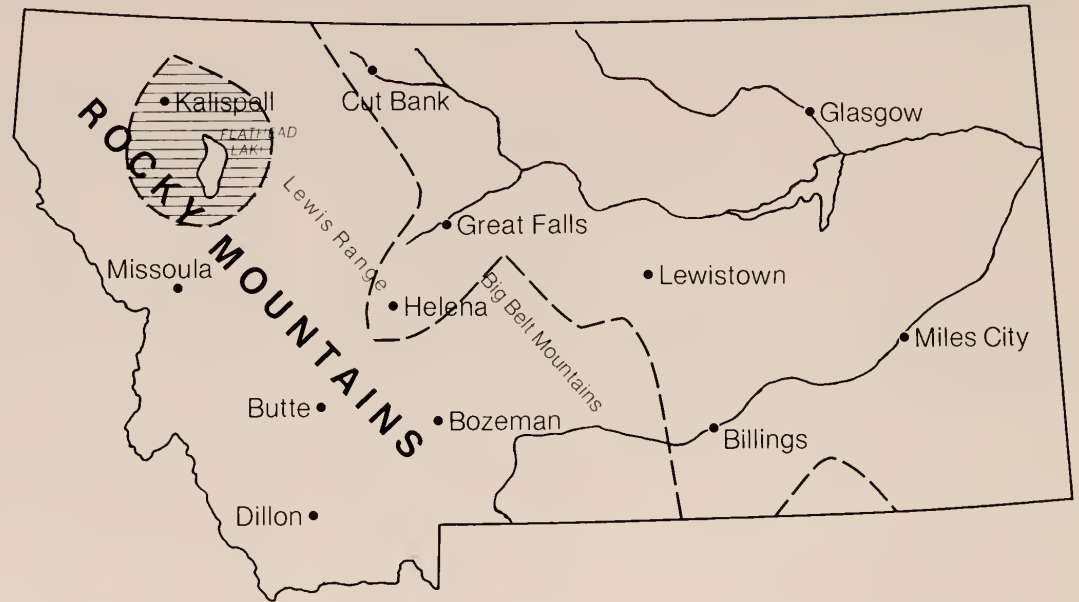 Kalispell
Cut Bank
Glasgow
FLATHEAD
LAKE
ROCKY MOUNTAINS
Lewis Range
Great Falls
Missoula
Lewistown
Helena
Big Belt Mountains
Miles City
Butte
Bozeman
Billings
Dillon